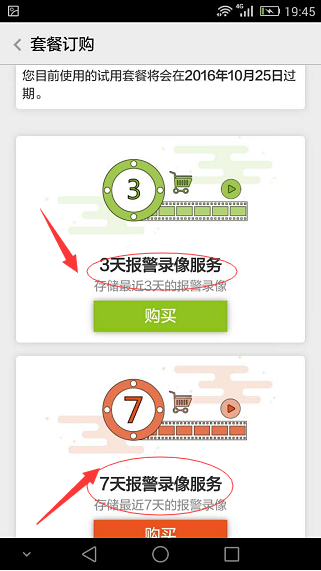 4G
19:45
套餐订购
您目前使用的试用套餐将会在2016年10月25日过
期。
3
3天报警录像服务
存储最近3天的报警录像
购买
7
7天报警录像服务
存储最近7天的报警录像
购买